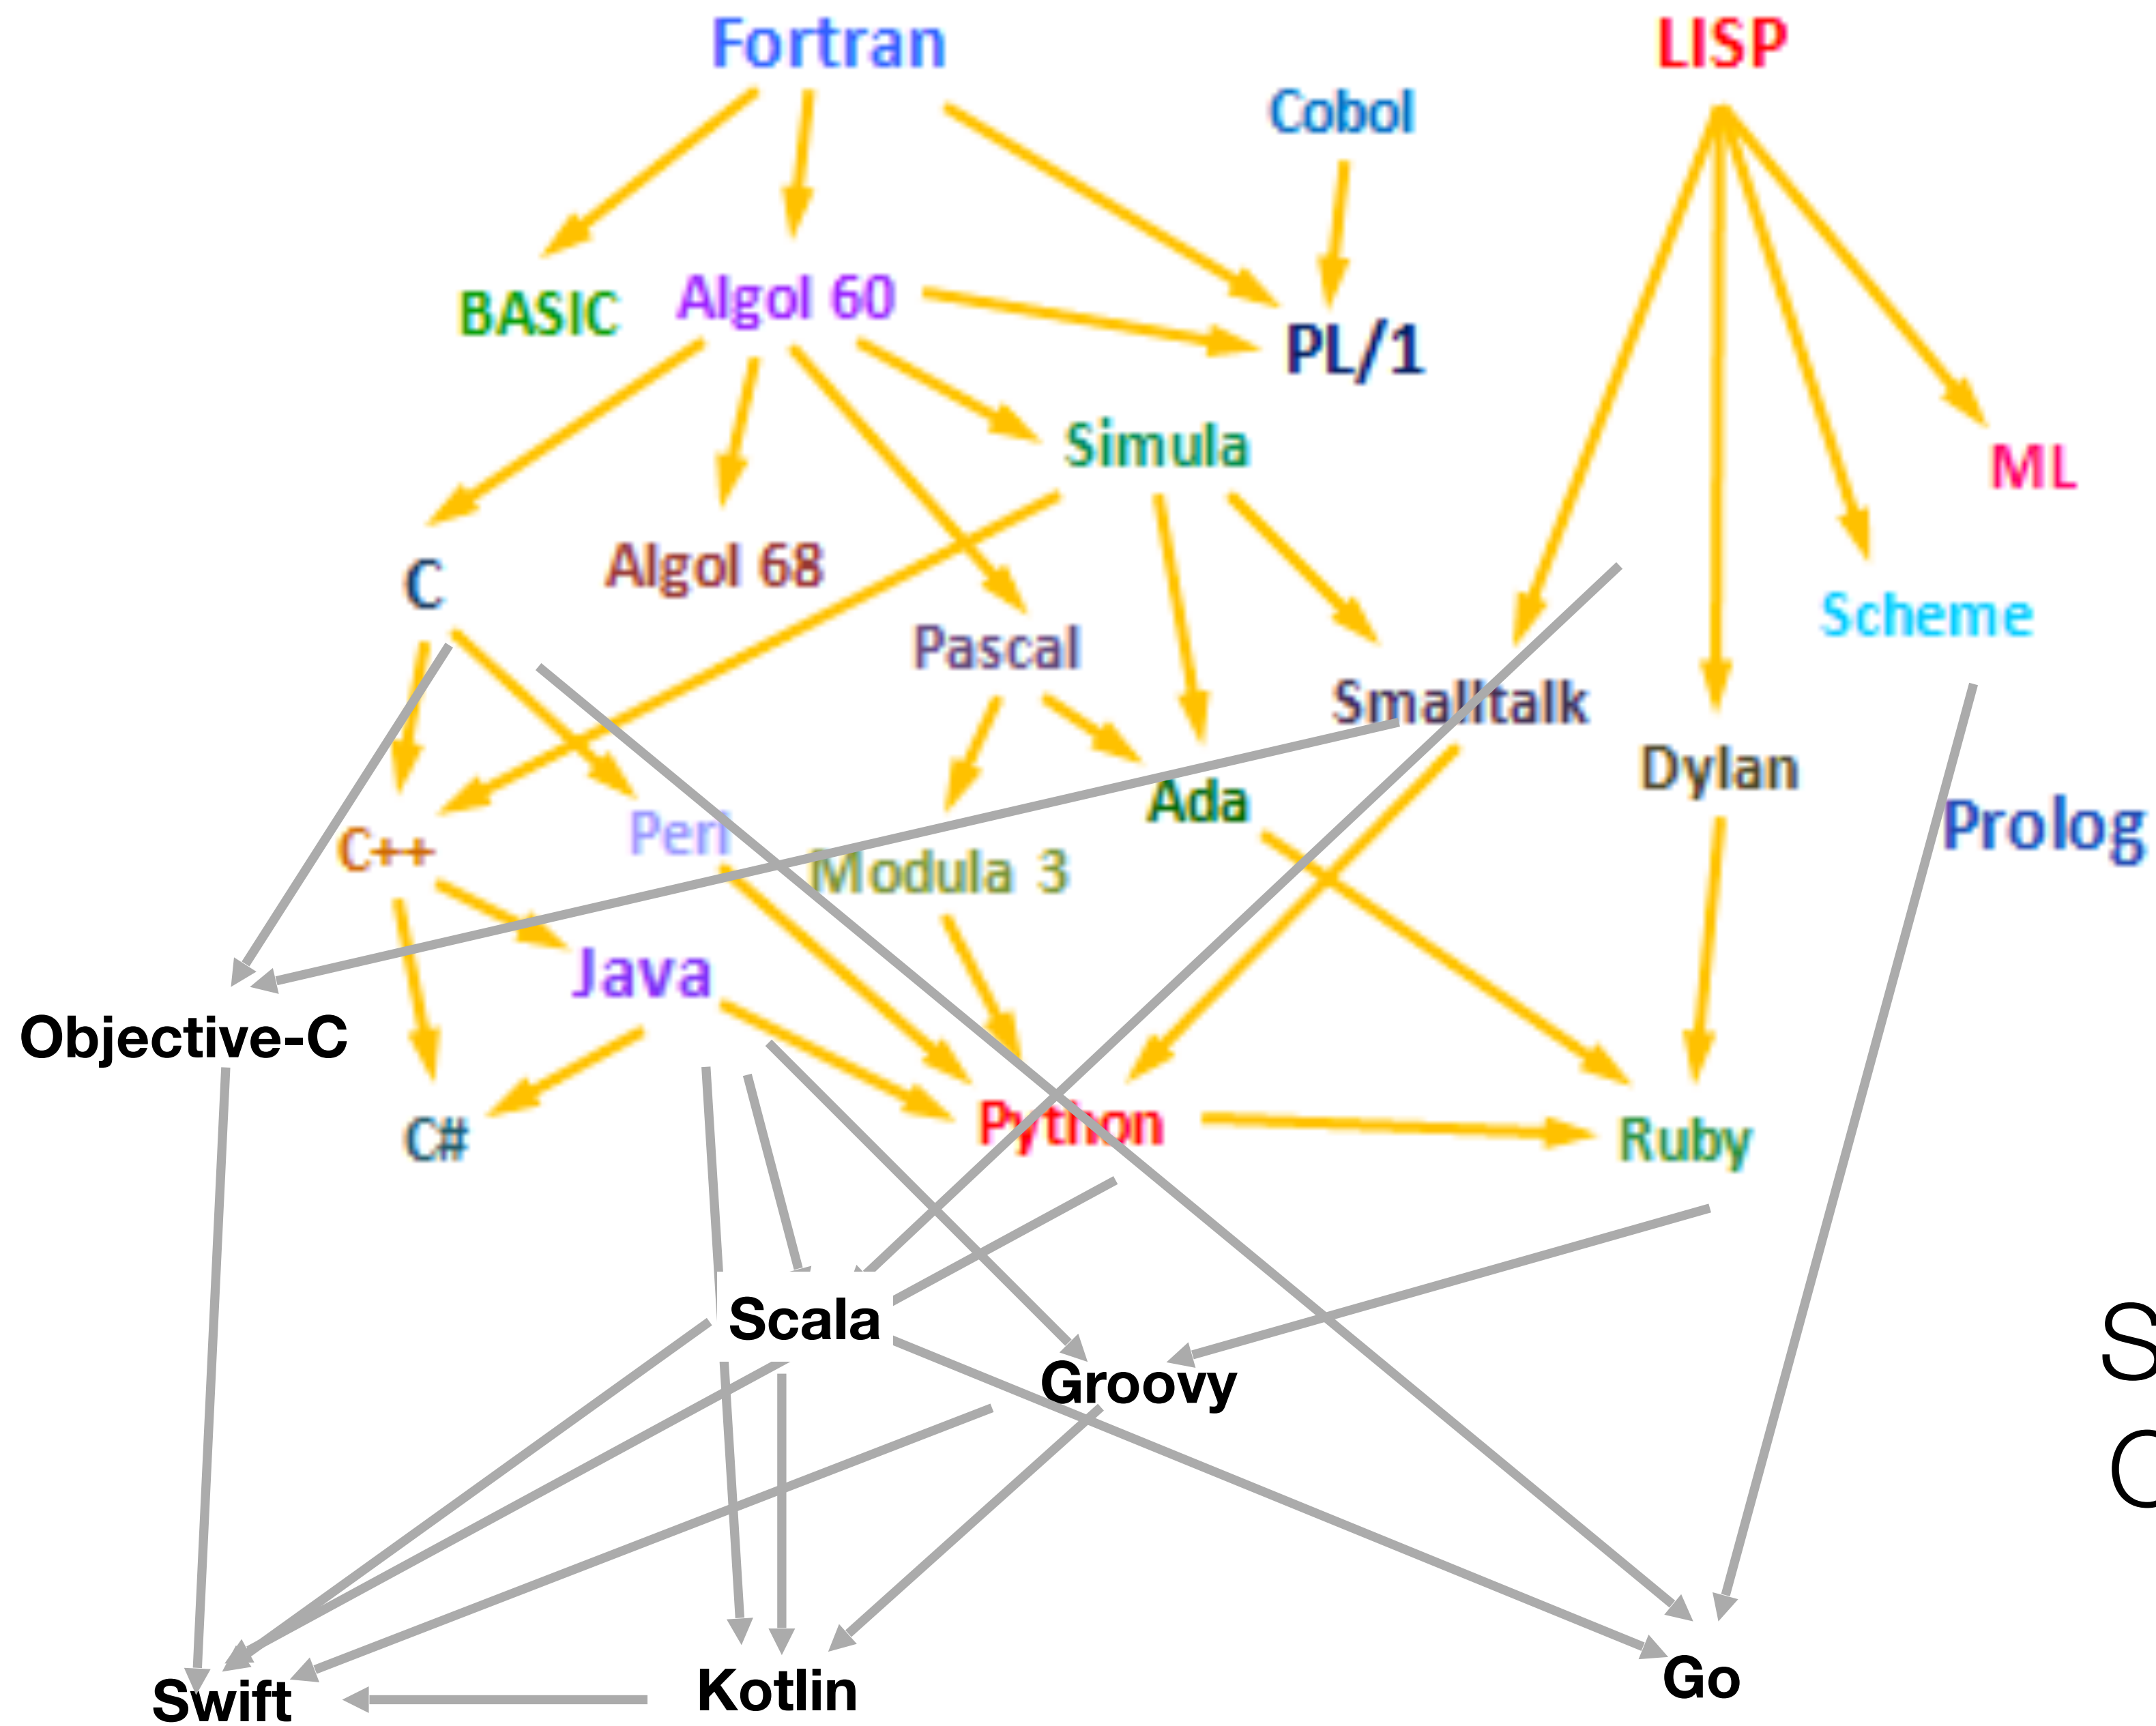 Fortran
LISP
Cobol
BASIC
Algol 60
PL/1
Simula
ML
C
Algol 68
Scheme
Pascal
Smalltalk
Dylan
Ada
Prolog
C++
Perl
Modula 3
Java
Objective-C
Python
C#
Ruby
Scala
S
Groovy
Go
Kotlin
Swift